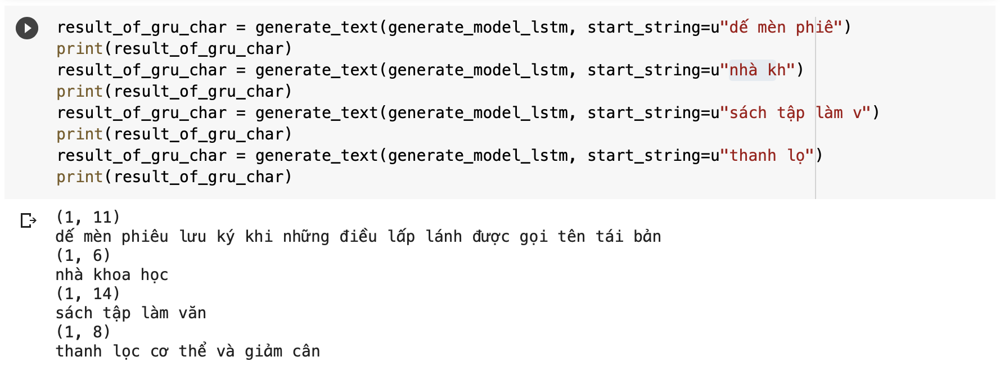 result_of_gru_char = generate_text(generate_model_lstm, start_string=u"dế mèn phiê")
print(result_of_gru_char)
result_of_gru_char = generate_text(generate_model_lstm, start_string=u"nhà kh")
print(result_of_gru_char)
result_of_gru_char = generate_text(generate_model_lstm, start_string=u"sách tập làm v")
print(result_of_gru_char)
result_of_gru_char = generate_text(generate_model_lstm, start_string=u"thanh lọ")
print(result_of_gru_char)
(1, 11)
dế mèn phiêu lưu ký khi những điều lấp lánh được gọi tên tái bản
(1, 6)
nhà khoa học
(1, 14)
sách tập làm văn
(1, 8)
thanh lọc cơ thể và giảm cân